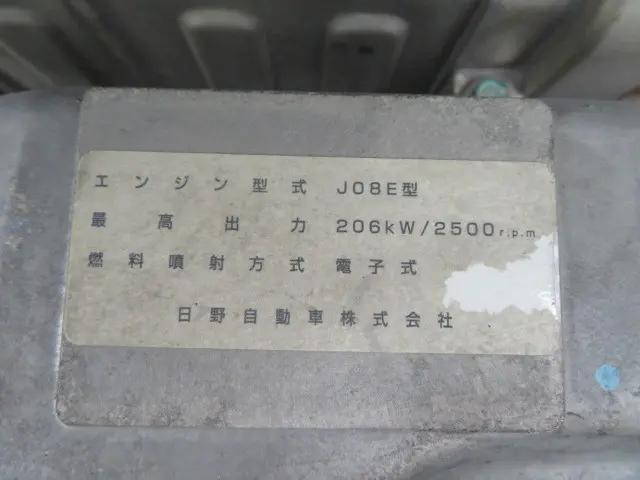 エンジン型式 J08E型
最高出力 206kW/2500r.p.m
燃料噴射方式 電子式
日野自動車株式会社